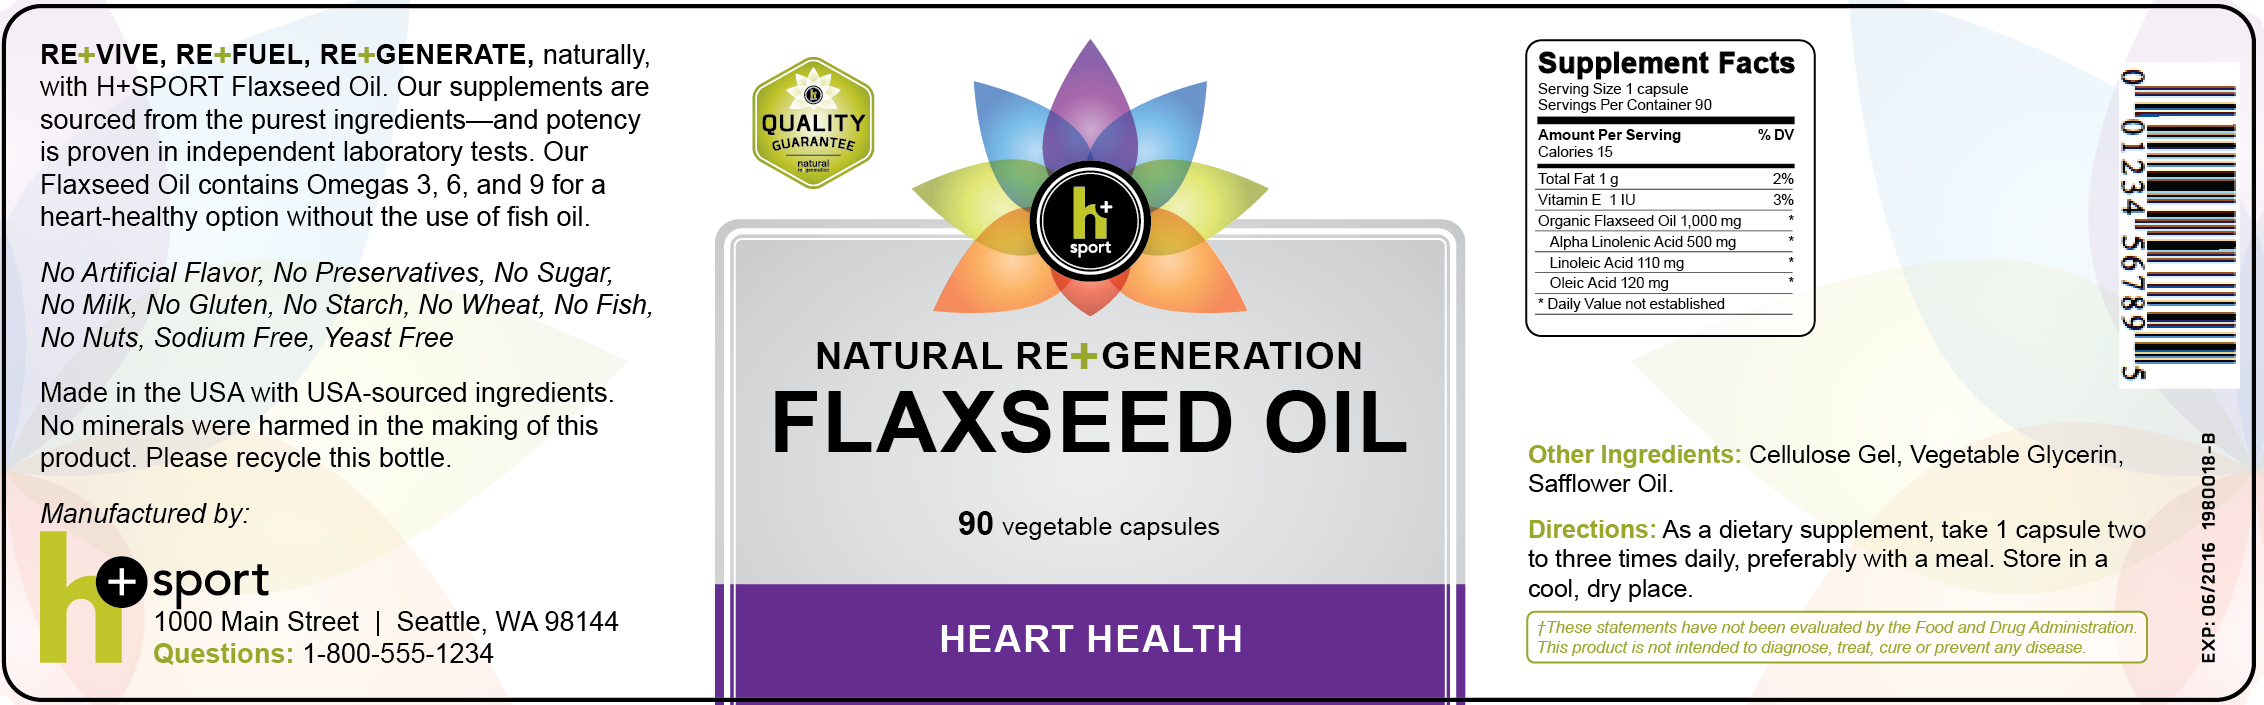 RE+VIVE, RE+FUEL, RE+GENERATE, naturally,
with H+SPORT Flaxseed Oil. Our supplements are
sourced from the purest ingredients—and potency
is proven in independent laboratory tests. Our
Flaxseed Oil contains Omegas 3, 6, and 9 for a
heart-healthy option without the use of fish oil.
No Artificial Flavor, No Preservatives, No Sugar,
No Milk, No Gluten, No Starch, No Wheat, No Fish,
No Nuts, Sodium Free, Yeast Free
Made in the USA with USA-sourced ingredients.
No minerals were harmed in the making of this
product. Please recycle this bottle.
Manufactured by:
h+ sport
1000 Main Street | Seattle, WA 98144
Questions: 1-800-555-1234
h+
QUALITY
GUARANTEE
natural
re generation
h+
sport
NATURAL RE+GENERATION
FLAXSEED OIL
90 vegetable capsules
HEART HEALTH
Supplement Facts
Serving Size 1 capsule
Servings Per Container 90
Amount Per Serving % DV
Calories 15
Total Fat 1 g 2%
Vitamin E 1 IU 3%
Organic Flaxseed Oil 1,000 mg *
Alpha Linolenic Acid 500 mg *
Linoleic Acid 110 mg *
Oleic Acid 120 mg *
* Daily Value not established
Other Ingredients: Cellulose Gel, Vegetable Glycerin,
Safflower Oil.
Directions: As a dietary supplement, take 1 capsule two
to three times daily, preferably with a meal. Store in a
cool, dry place.
†These statements have not been evaluated by the Food and Drug Administration.
This product is not intended to diagnose, treat, cure or prevent any disease.
0 01234 56789 5
EXP: 06/2016 1980018-B